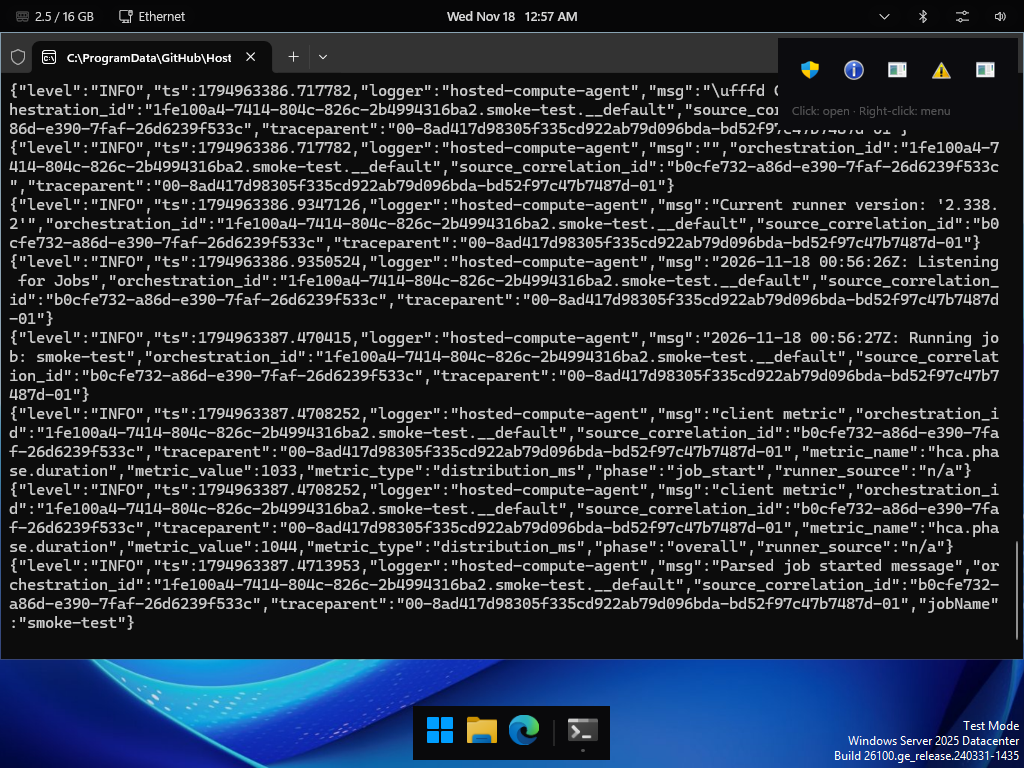 2.5 / 16 GB
Ethernet
Wed Nov 18 12:57 AM
C:\ProgramData\GitHub\Host
Click: open · Right-click: menu
{"level":"INFO","ts":1794963386.717782,"logger":"hosted-compute-agent","msg":"\ufffd
hestration_id":"1fe100a4-7414-804c-826c-2b4994316ba2.smoke-test.__default","source_cor
86d-e390-7faf-26d6239f533c","traceparent":"00-8ad417d98305f335cd922ab79d096bda-bd52f97c47b7487d-01"}
{"level":"INFO","ts":1794963386.717782,"logger":"hosted-compute-agent","msg":"","orchestration_id":"1fe100a4-7
414-804c-826c-2b4994316ba2.smoke-test.__default","source_correlation_id":"b0cfe732-a86d-e390-7faf-26d6239f533c
","traceparent":"00-8ad417d98305f335cd922ab79d096bda-bd52f97c47b7487d-01"}
{"level":"INFO","ts":1794963386.9347126,"logger":"hosted-compute-agent","msg":"Current runner version: '2.338.
2'","orchestration_id":"1fe100a4-7414-804c-826c-2b4994316ba2.smoke-test.__default","source_correlation_id":"b0
cfe732-a86d-e390-7faf-26d6239f533c","traceparent":"00-8ad417d98305f335cd922ab79d096bda-bd52f97c47b7487d-01"}
{"level":"INFO","ts":1794963386.9350524,"logger":"hosted-compute-agent","msg":"2026-11-18 00:56:26Z: Listening
 for Jobs","orchestration_id":"1fe100a4-7414-804c-826c-2b4994316ba2.smoke-test.__default","source_correlation_
id":"b0cfe732-a86d-e390-7faf-26d6239f533c","traceparent":"00-8ad417d98305f335cd922ab79d096bda-bd52f97c47b7487d
-01"}
{"level":"INFO","ts":1794963387.470415,"logger":"hosted-compute-agent","msg":"2026-11-18 00:56:27Z: Running jo
b: smoke-test","orchestration_id":"1fe100a4-7414-804c-826c-2b4994316ba2.smoke-test.__default","source_correlat
ion_id":"b0cfe732-a86d-e390-7faf-26d6239f533c","traceparent":"00-8ad417d98305f335cd922ab79d096bda-bd52f97c47b7
487d-01"}
{"level":"INFO","ts":1794963387.4708252,"logger":"hosted-compute-agent","msg":"client metric","orchestration_i
d":"1fe100a4-7414-804c-826c-2b4994316ba2.smoke-test.__default","source_correlation_id":"b0cfe732-a86d-e390-7fa
f-26d6239f533c","traceparent":"00-8ad417d98305f335cd922ab79d096bda-bd52f97c47b7487d-01","metric_name":"hca.pha
se.duration","metric_value":1033,"metric_type":"distribution_ms","phase":"job_start","runner_source":"n/a"}
{"level":"INFO","ts":1794963387.4708252,"logger":"hosted-compute-agent","msg":"client metric","orchestration_i
d":"1fe100a4-7414-804c-826c-2b4994316ba2.smoke-test.__default","source_correlation_id":"b0cfe732-a86d-e390-7fa
f-26d6239f533c","traceparent":"00-8ad417d98305f335cd922ab79d096bda-bd52f97c47b7487d-01","metric_name":"hca.pha
se.duration","metric_value":1044,"metric_type":"distribution_ms","phase":"overall","runner_source":"n/a"}
{"level":"INFO","ts":1794963387.4713953,"logger":"hosted-compute-agent","msg":"Parsed job started message","or
chestration_id":"1fe100a4-7414-804c-826c-2b4994316ba2.smoke-test.__default","source_correlation_id":"b0cfe732-
a86d-e390-7faf-26d6239f533c","traceparent":"00-8ad417d98305f335cd922ab79d096bda-bd52f97c47b7487d-01","jobName"
:"smoke-test"}
Test Mode
Windows Server 2025 Datacenter
Build 26100.ge_release.240331-1435